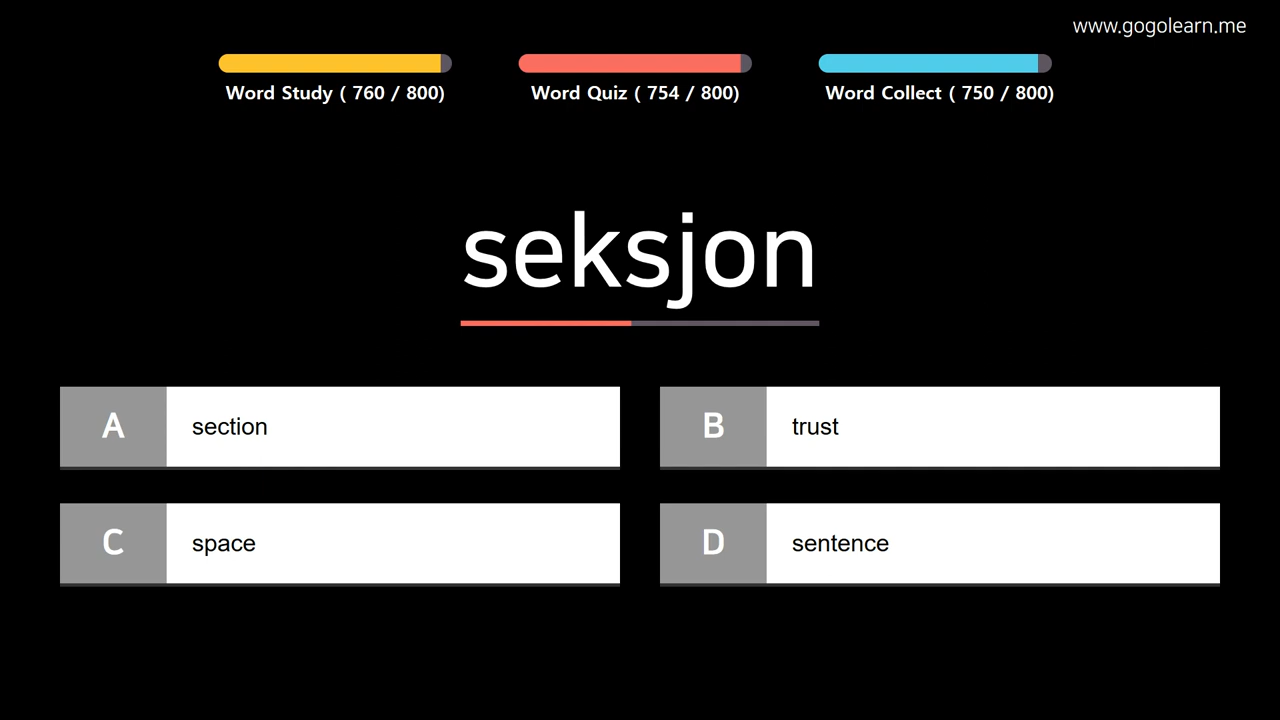 www.gogolearn.me
Word Study ( 760 / 800)
Word Quiz ( 754 / 800)
Word Collect ( 750 / 800)
seksjon
A section
B trust
C space
D sentence